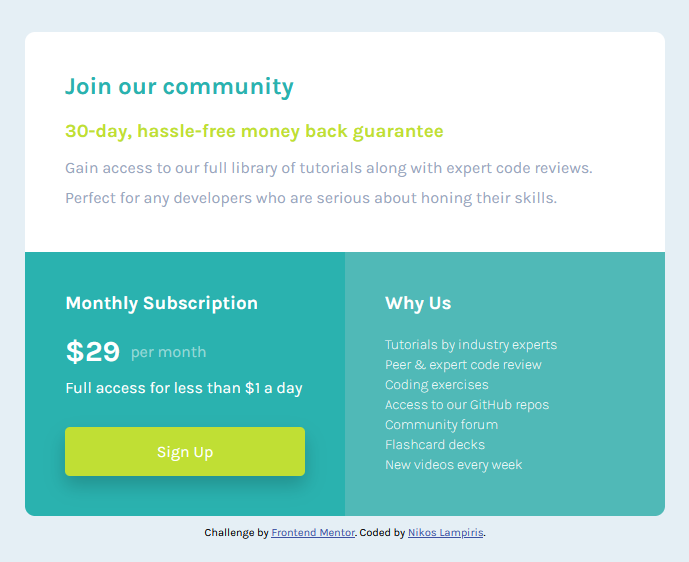 Join our community
30-day, hassle-free money back guarantee
Gain access to our full library of tutorials along with expert code reviews.
Perfect for any developers who are serious about honing their skills.
Monthly Subscription
$29 per month
Full access for less than $1 a day
Sign Up
Why Us
Tutorials by industry experts
Peer & expert code review
Coding exercises
Access to our GitHub repos
Community forum
Flashcard decks
New videos every week
Challenge by Frontend Mentor. Coded by Nikos Lampiris.